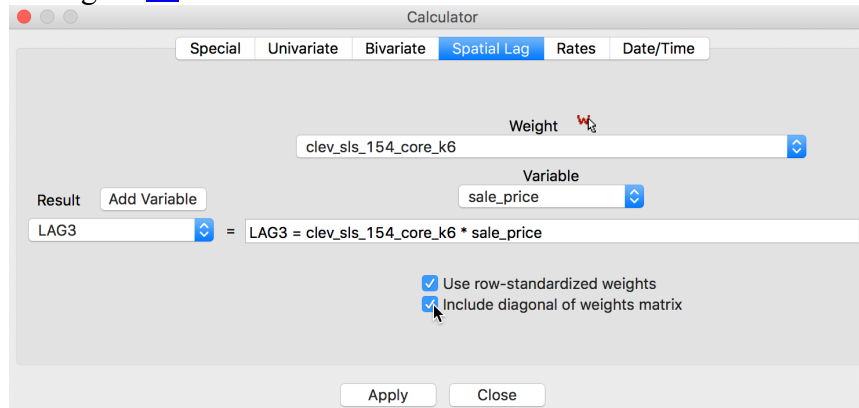 Calculator
Special Univariate Bivariate Spatial Lag Rates Date/Time
Weight
clev_sls_154_core_k6
Variable
Result Add Variable sale_price
LAG3 = LAG3 = clev_sls_154_core_k6 * sale_price
Use row-standardized weights
Include diagonal of weights matrix
Apply Close